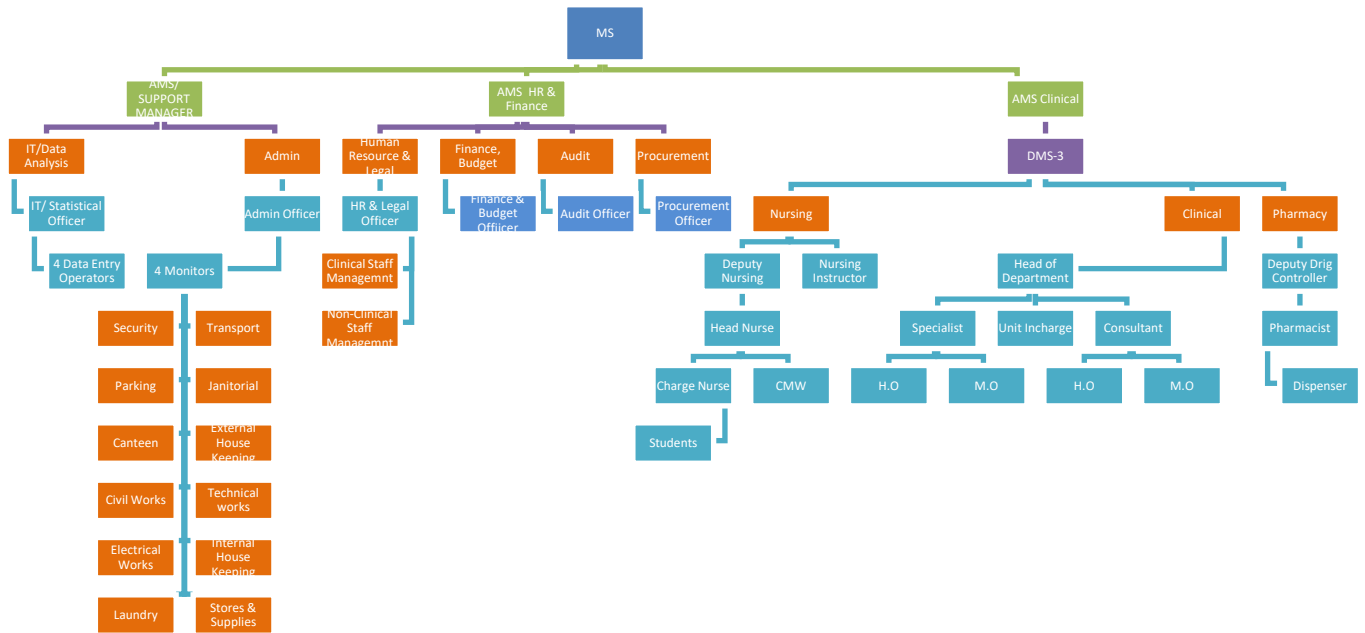 MS
AMS/
SUPPORT
MANAGER
AMS HR &
Finance
AMS Clinical
IT/Data
Analysis
Admin
Human
Resource &
Legal
Finance,
Budget
Audit
Procurement
DMS-3
IT/ Statistical
Officer
Admin Officer
HR & Legal
Officer
Finance &
Budget
Offiicer
Audit Officer
Procurement
Officer
Nursing
Clinical
Pharmacy
4 Data Entry
Operators
4 Monitors
Clinical Staff
Managemnt
Deputy
Nursing
Nursing
Instructor
Head of
Department
Deputy Drig
Controller
Security
Transport
Non-Clinical
Staff
Managemnt
Head Nurse
Specialist
Unit Incharge
Consultant
Pharmacist
Parking
Janitorial
Charge Nurse
CMW
H.O
M.O
H.O
M.O
Dispenser
Canteen
External
House
Keeping
Students
Civil Works
Technical
works
Electrical
Works
Internal
House
Keeping
Laundry
Stores &
Supplies